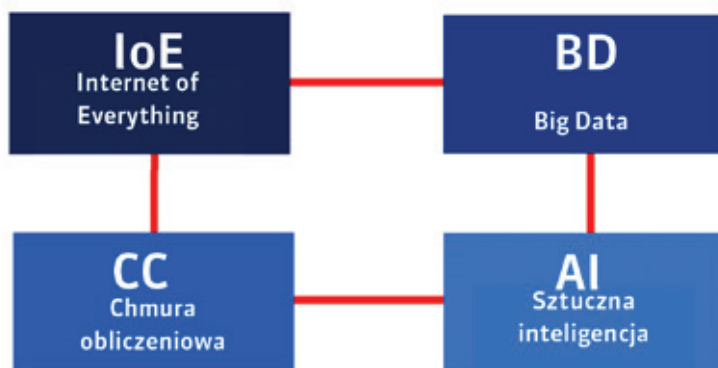 IoE
Internet of
Everything
BD
Big Data
CC
Chmura
obliczeniowa
AI
Sztuczna
inteligencja